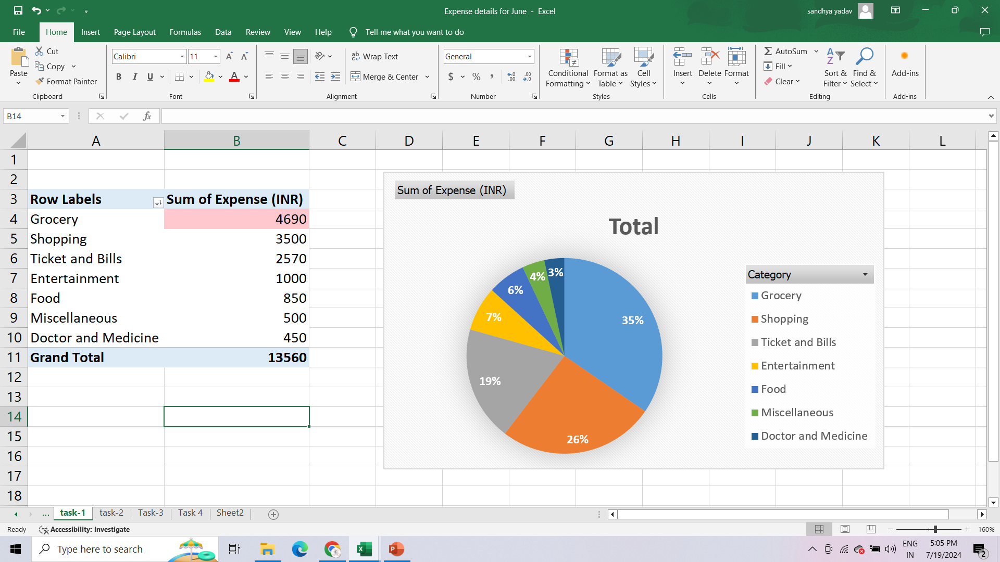 Expense details for June - Excel
sandhya yadav
File Home Insert Page Layout Formulas Data Review View Help Tell me what you want to do
Paste
Cut
Copy
Format Painter
Clipboard
Calibri 11
B I U
Font
Wrap Text
Merge & Center
Alignment
General
$ % ,
Number
Conditional Formatting
Format as Table
Cell Styles
Styles
Insert
Delete
Format
Cells
AutoSum
Fill
Clear
Sort & Filter
Find & Select
Editing
Add-ins
Add-ins
B14
fx
A B C D E F G H I J K L
1
2
3 Row Labels Sum of Expense (INR)
4 Grocery 4690
5 Shopping 3500
6 Ticket and Bills 2570
7 Entertainment 1000
8 Food 850
9 Miscellaneous 500
10 Doctor and Medicine 450
11 Grand Total 13560
12
13
14
15
16
17
18
Sum of Expense (INR)
Total
35%
26%
19%
7%
6%
4%
3%
Category
Grocery
Shopping
Ticket and Bills
Entertainment
Food
Miscellaneous
Doctor and Medicine
... task-1 task-2 Task-3 Task 4 Sheet2
Ready Accessibility: Investigate
160%
Type here to search
ENG
IN
5:05 PM
7/19/2024
2